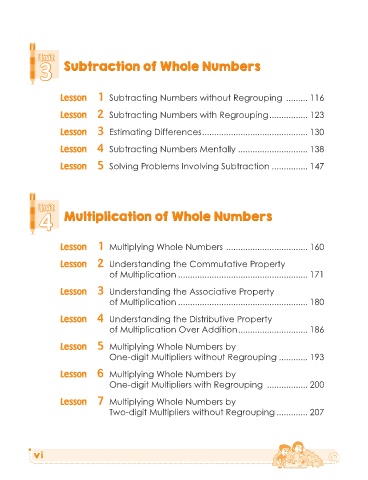 Unit
3
Subtraction of Whole Numbers
Lesson 1 Subtracting Numbers without Regrouping ......... 116
Lesson 2 Subtracting Numbers with Regrouping................ 123
Lesson 3 Estimating Differences............................................ 130
Lesson 4 Subtracting Numbers Mentally ............................. 138
Lesson 5 Solving Problems Involving Subtraction ............... 147
Unit
4
Multiplication of Whole Numbers
Lesson 1 Multiplying Whole Numbers .................................. 160
Lesson 2 Understanding the Commutative Property
of Multiplication ...................................................... 171
Lesson 3 Understanding the Associative Property
of Multiplication ...................................................... 180
Lesson 4 Understanding the Distributive Property
of Multiplication Over Addition............................. 186
Lesson 5 Multiplying Whole Numbers by
One-digit Multipliers without Regrouping ............ 193
Lesson 6 Multiplying Whole Numbers by
One-digit Multipliers with Regrouping ................. 200
Lesson 7 Multiplying Whole Numbers by
Two-digit Multipliers without Regrouping ............. 207
vi